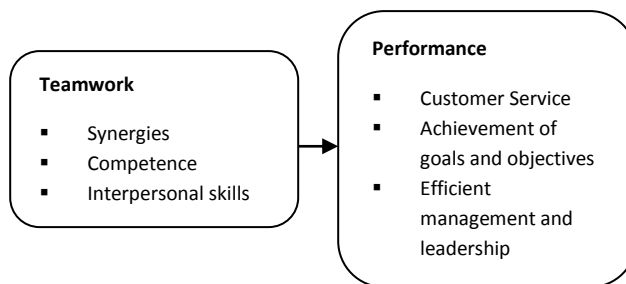 Teamwork
▪ Synergies
▪ Competence
▪ Interpersonal skills
Performance
▪ Customer Service
▪ Achievement of
goals and objectives
▪ Efficient
management and
leadership